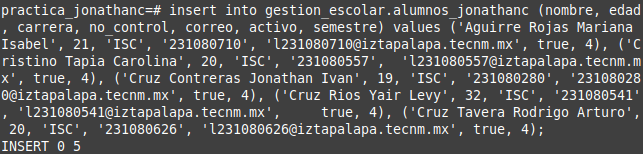 practica_jonathanc=# insert into gestion_escolar.alumnos_jonathanc (nombre, edad
, carrera, no_control, correo, activo, semestre) values ('Aguirre Rojas Mariana
Isabel', 21, 'ISC', '231080710', 'l231080710@iztapalapa.tecnm.mx', true, 4), ('C
ristino Tapia Carolina', 20, 'ISC', '231080557',  'l231080557@iztapalapa.tecnm.m
x', true, 4), ('Cruz Contreras Jonathan Ivan', 19, 'ISC', '231080280', '23108028
0@iztapalapa.tecnm.mx', true, 4), ('Cruz Rios Yair Levy', 32, 'ISC', '231080541'
, 'l231080541@iztapalapa.tecnm.mx',    true, 4), ('Cruz Tavera Rodrigo Arturo',
 20, 'ISC', '231080626', 'l231080626@iztapalapa.tecnm.mx', true, 4);
INSERT 0 5